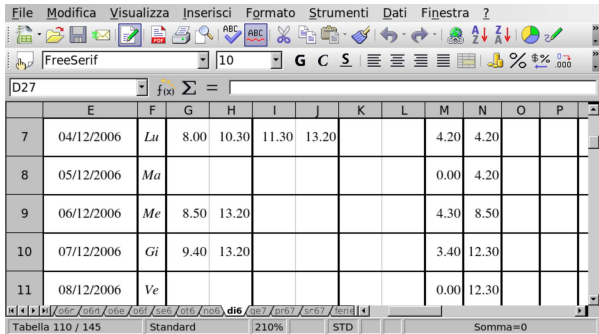 File Modifica Visualizza Inserisci Formato Strumenti Dati Finestra ?
ABC ABC
FreeSerif 10 G C S % $% .000
D27 f(x) Σ =
E F G H I J K L M N O P
7 04/12/2006 Lu 8.00 10.30 11.30 13.20 4.20 4.20
8 05/12/2006 Ma 0.00 4.20
9 06/12/2006 Me 8.50 13.20 4.30 8.50
10 07/12/2006 Gi 9.40 13.20 3.40 12.30
11 08/12/2006 Ve 0.00 12.30
o6r o6d o6e o6f se6 ot6 no6 di6 ge7 pr67 sr67 ferie
Tabella 110 / 145 Standard 210% STD Somma=0